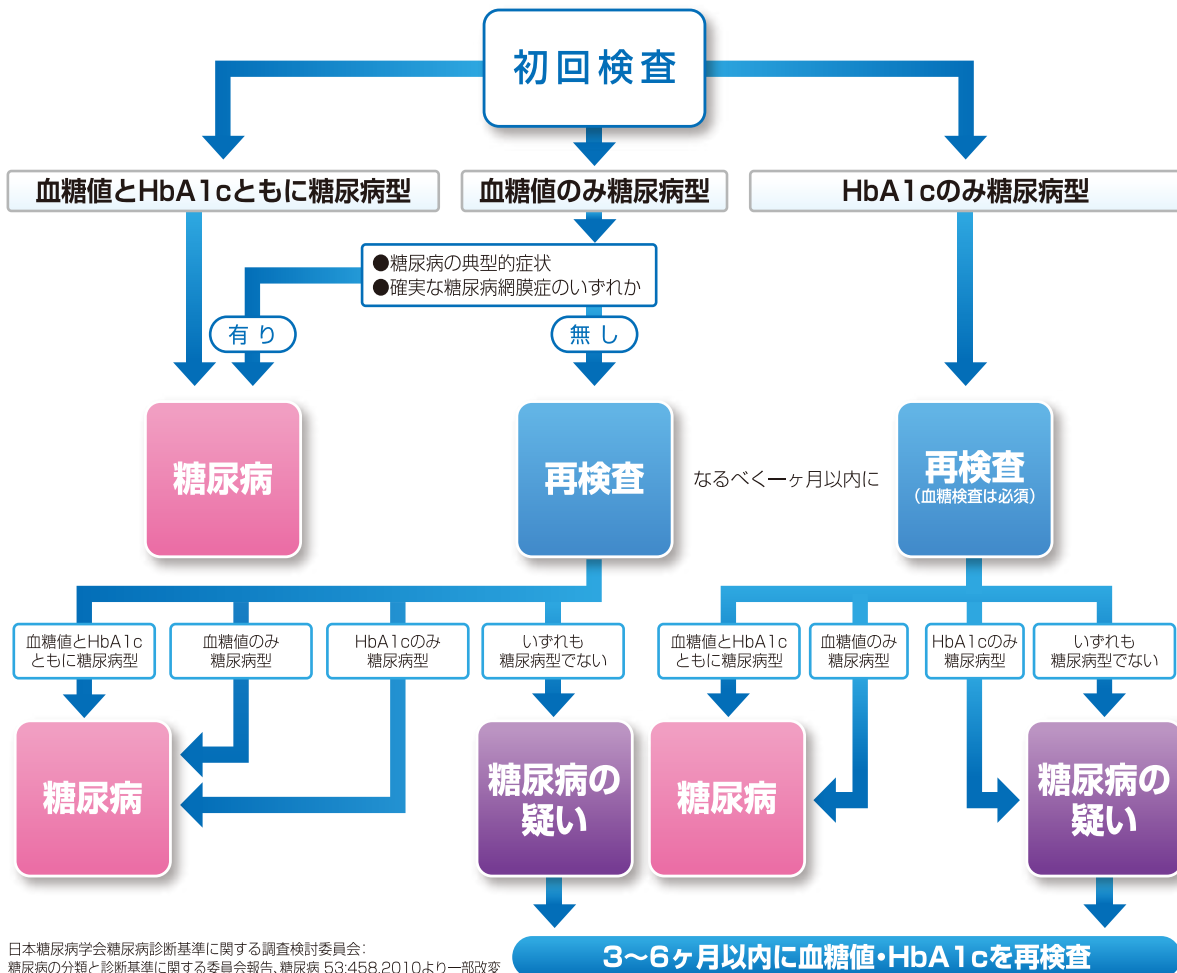 初回検査
血糖値とHbA1cともに糖尿病型
血糖値のみ糖尿病型
HbA1cのみ糖尿病型
●糖尿病の典型的症状
●確実な糖尿病網膜症のいずれか
有り
無し
糖尿病
再検査
なるべく一ヶ月以内に
再検査
（血糖検査は必須）
血糖値とHbA1c
ともに糖尿病型
血糖値のみ
糖尿病型
HbA1cのみ
糖尿病型
いずれも
糖尿病型でない
血糖値とHbA1c
ともに糖尿病型
血糖値のみ
糖尿病型
HbA1cのみ
糖尿病型
いずれも
糖尿病型でない
糖尿病
糖尿病の
疑い
糖尿病
糖尿病の
疑い
3〜6ヶ月以内に血糖値・HbA1cを再検査
日本糖尿病学会糖尿病診断基準に関する調査検討委員会：
糖尿病の分類と診断基準に関する委員会報告、糖尿病 53:458,2010より一部改変